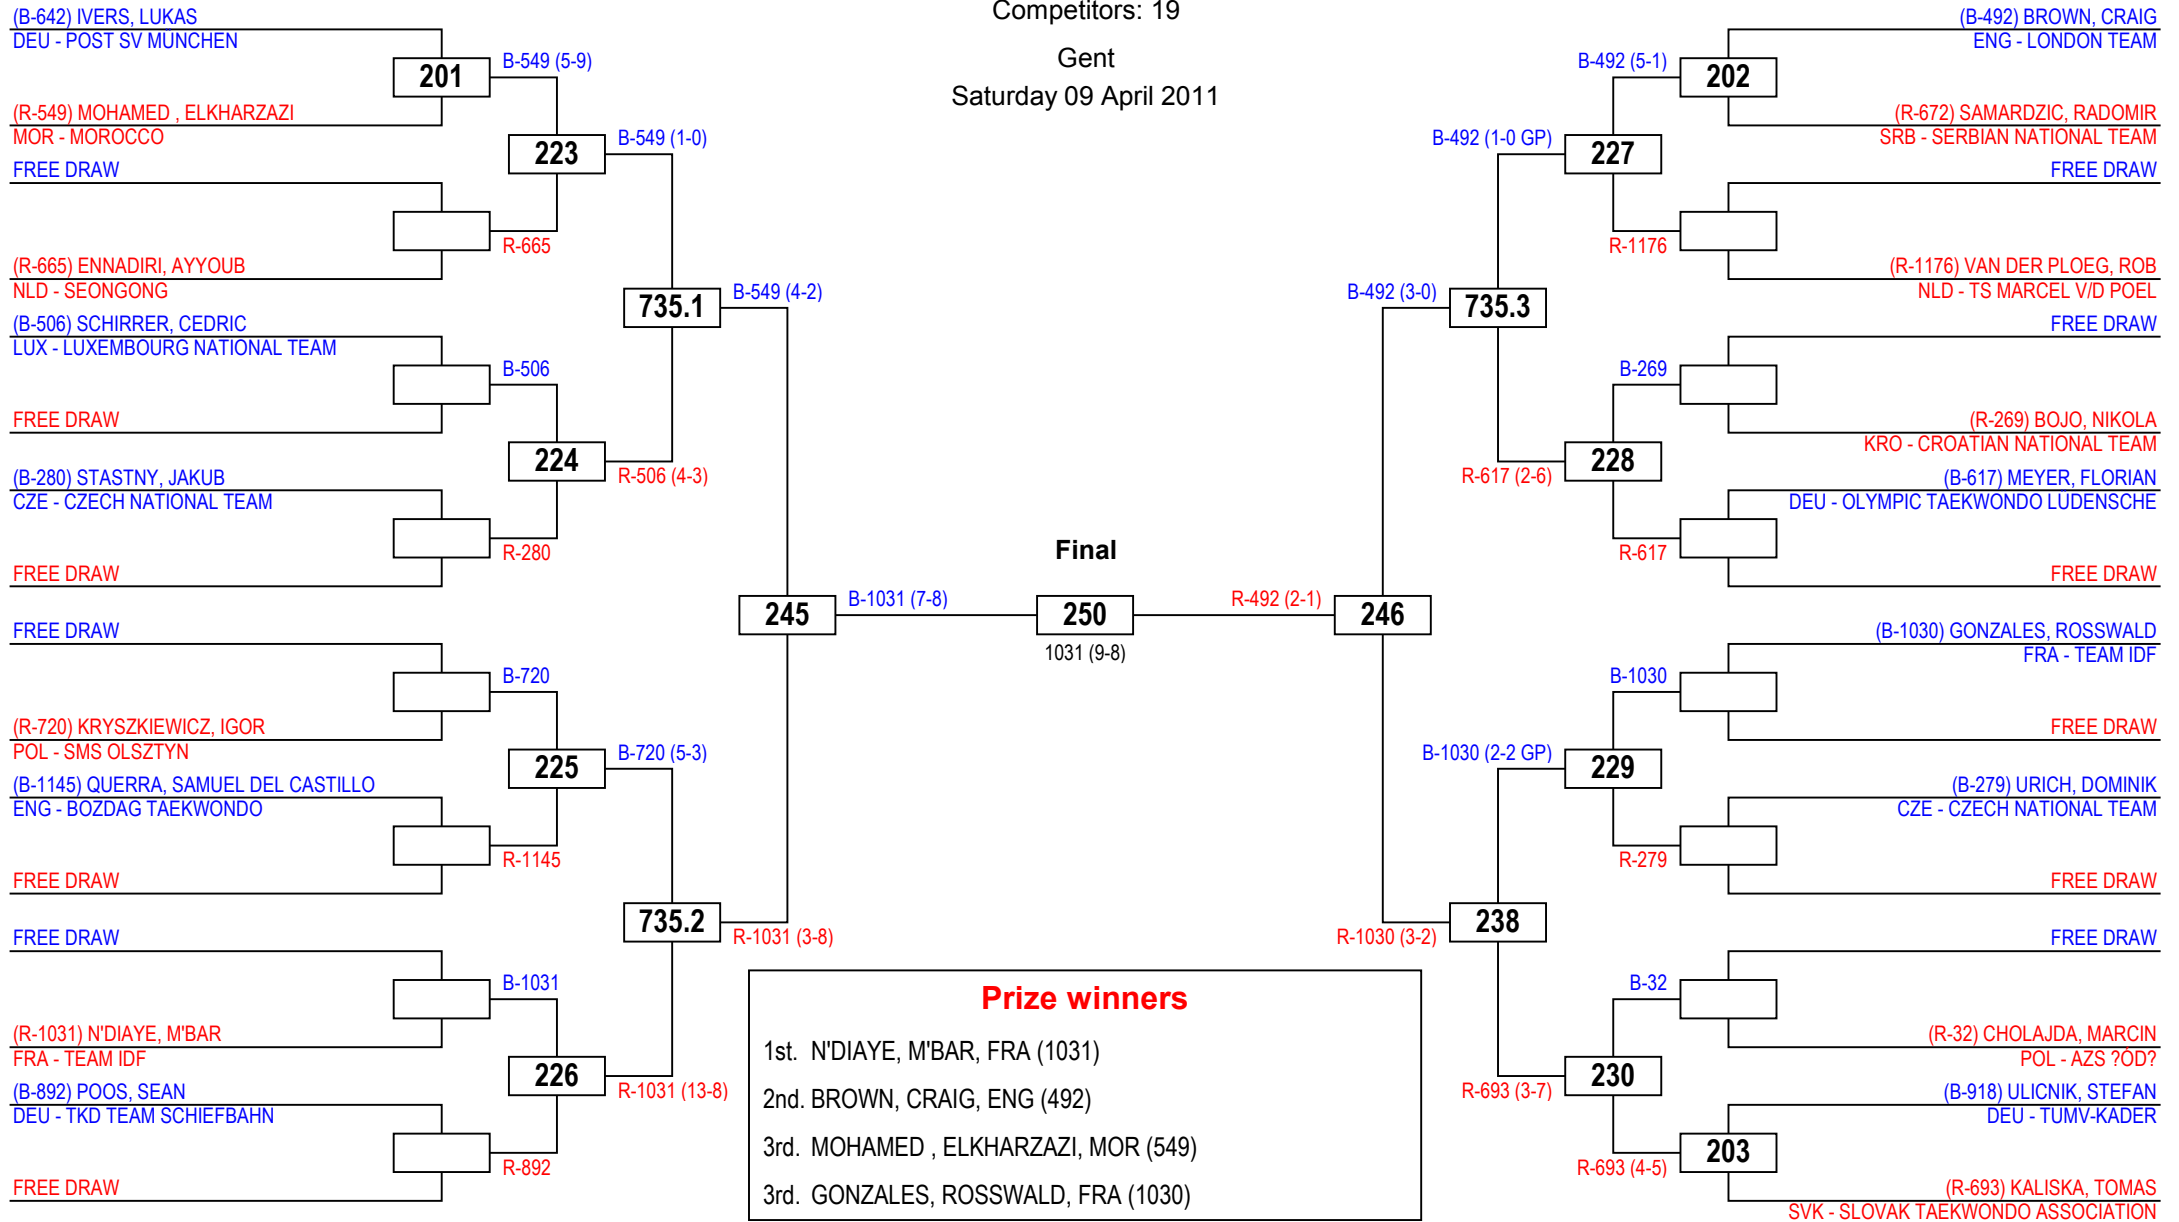 Competitors: 19
Gent
Saturday 09 April 2011
(B-642) IVERS, LUKAS
DEU - POST SV MÜNCHEN
201
B-549 (5-9)
(R-549) MOHAMED , ELKHARZAZI
MOR - MOROCCO
223
B-549 (1-0)
FREE DRAW
R-665
(R-665) ENNADIRI, AYYOUB
NLD - SEONGONG
735.1
B-549 (4-2)
(B-506) SCHIRRER, CEDRIC
LUX - LUXEMBOURG NATIONAL TEAM
B-506
FREE DRAW
224
R-506 (4-3)
(B-280) STASTNY, JAKUB
CZE - CZECH NATIONAL TEAM
R-280
FREE DRAW
245
B-1031 (7-8)
FREE DRAW
B-720
(R-720) KRYSZKIEWICZ, IGOR
POL - SMS OLSZTYN
225
B-720 (5-3)
(B-1145) QUERRA, SAMUEL DEL CASTILLO
ENG - BOZDAG TAEKWONDO
R-1145
FREE DRAW
735.2
R-1031 (3-8)
FREE DRAW
B-1031
(R-1031) N'DIAYE, M'BAR
FRA - TEAM IDF
226
R-1031 (13-8)
(B-892) POOS, SEAN
DEU - TKD TEAM SCHIEFBAHN
R-892
FREE DRAW
Final
250
1031 (9-8)
(B-492) BROWN, CRAIG
ENG - LONDON TEAM
B-492 (5-1)
202
(R-672) SAMARDZIC, RADOMIR
SRB - SERBIAN NATIONAL TEAM
B-492 (1-0 GP)
227
FREE DRAW
R-1176
(R-1176) VAN DER PLOEG, ROB
NLD - TS MARCEL V/D POEL
B-492 (3-0)
735.3
FREE DRAW
B-269
(R-269) BOJO, NIKOLA
KRO - CROATIAN NATIONAL TEAM
R-617 (2-6)
228
(B-617) MEYER, FLORIAN
DEU - OLYMPIC TAEKWONDO LÜDENSCHE
R-617
FREE DRAW
R-492 (2-1)
246
(B-1030) GONZALES, ROSSWALD
FRA - TEAM IDF
B-1030
FREE DRAW
B-1030 (2-2 GP)
229
(B-279) URICH, DOMINIK
CZE - CZECH NATIONAL TEAM
R-279
FREE DRAW
R-1030 (3-2)
238
FREE DRAW
B-32
(R-32) CHOLAJDA, MARCIN
POL - AZS ?ÓD?
R-693 (3-7)
230
(B-918) ULICNIK, STEFAN
DEU - TUMV-KADER
R-693 (4-5)
203
(R-693) KALISKA, TOMAS
SVK - SLOVAK TAEKWONDO ASSOCIATION
Prize winners
1st. N'DIAYE, M'BAR, FRA (1031)
2nd. BROWN, CRAIG, ENG (492)
3rd. MOHAMED , ELKHARZAZI, MOR (549)
3rd. GONZALES, ROSSWALD, FRA (1030)